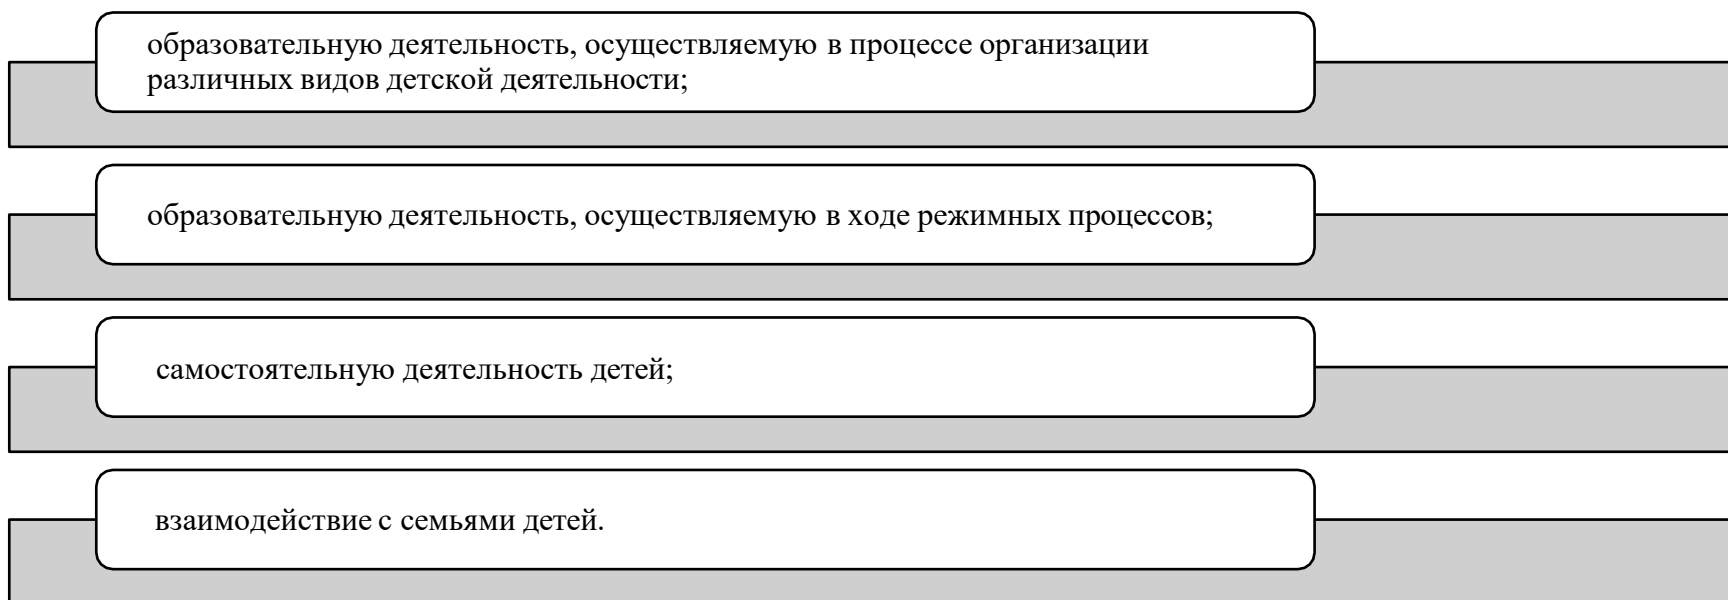 образовательную деятельность, осуществляемую в процессе организации
различных видов детской деятельности;
образовательную деятельность, осуществляемую в ходе режимных процессов;
самостоятельную деятельность детей;
взаимодействие с семьями детей.